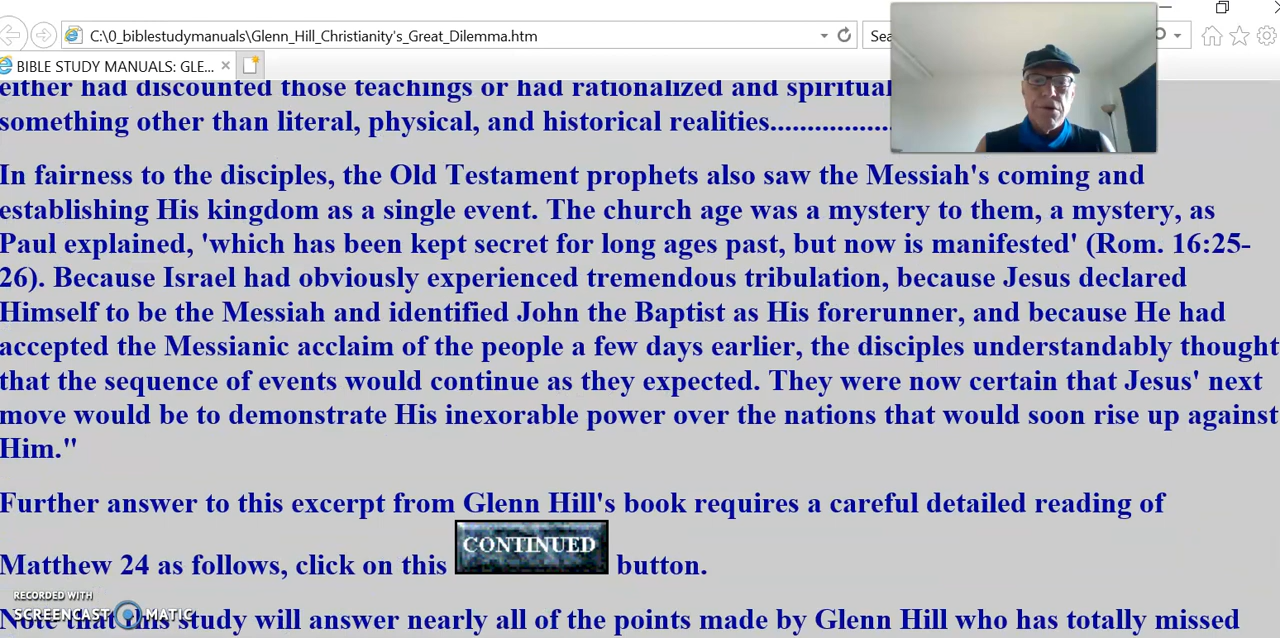 C:\0_biblestudymanuals\Glenn_Hill_Christianity's_Great_Dilemma.htm
Sea
BIBLE STUDY MANUALS: GLE...
either had discounted those teachings or had rationalized and spiritual
something other than literal, physical, and historical realities.................
In fairness to the disciples, the Old Testament prophets also saw the Messiah's coming and
establishing His kingdom as a single event. The church age was a mystery to them, a mystery, as
Paul explained, 'which has been kept secret for long ages past, but now is manifested' (Rom. 16:25-
26). Because Israel had obviously experienced tremendous tribulation, because Jesus declared
Himself to be the Messiah and identified John the Baptist as His forerunner, and because He had
accepted the Messianic acclaim of the people a few days earlier, the disciples understandably thought
that the sequence of events would continue as they expected. They were now certain that Jesus' next
move would be to demonstrate His inexorable power over the nations that would soon rise up against
Him."
Further answer to this excerpt from Glenn Hill's book requires a careful detailed reading of
Matthew 24 as follows, click on this CONTINUED button.
RECORDED WITH
SCREENCAST MATIC
Note that this study will answer nearly all of the points made by Glenn Hill who has totally missed